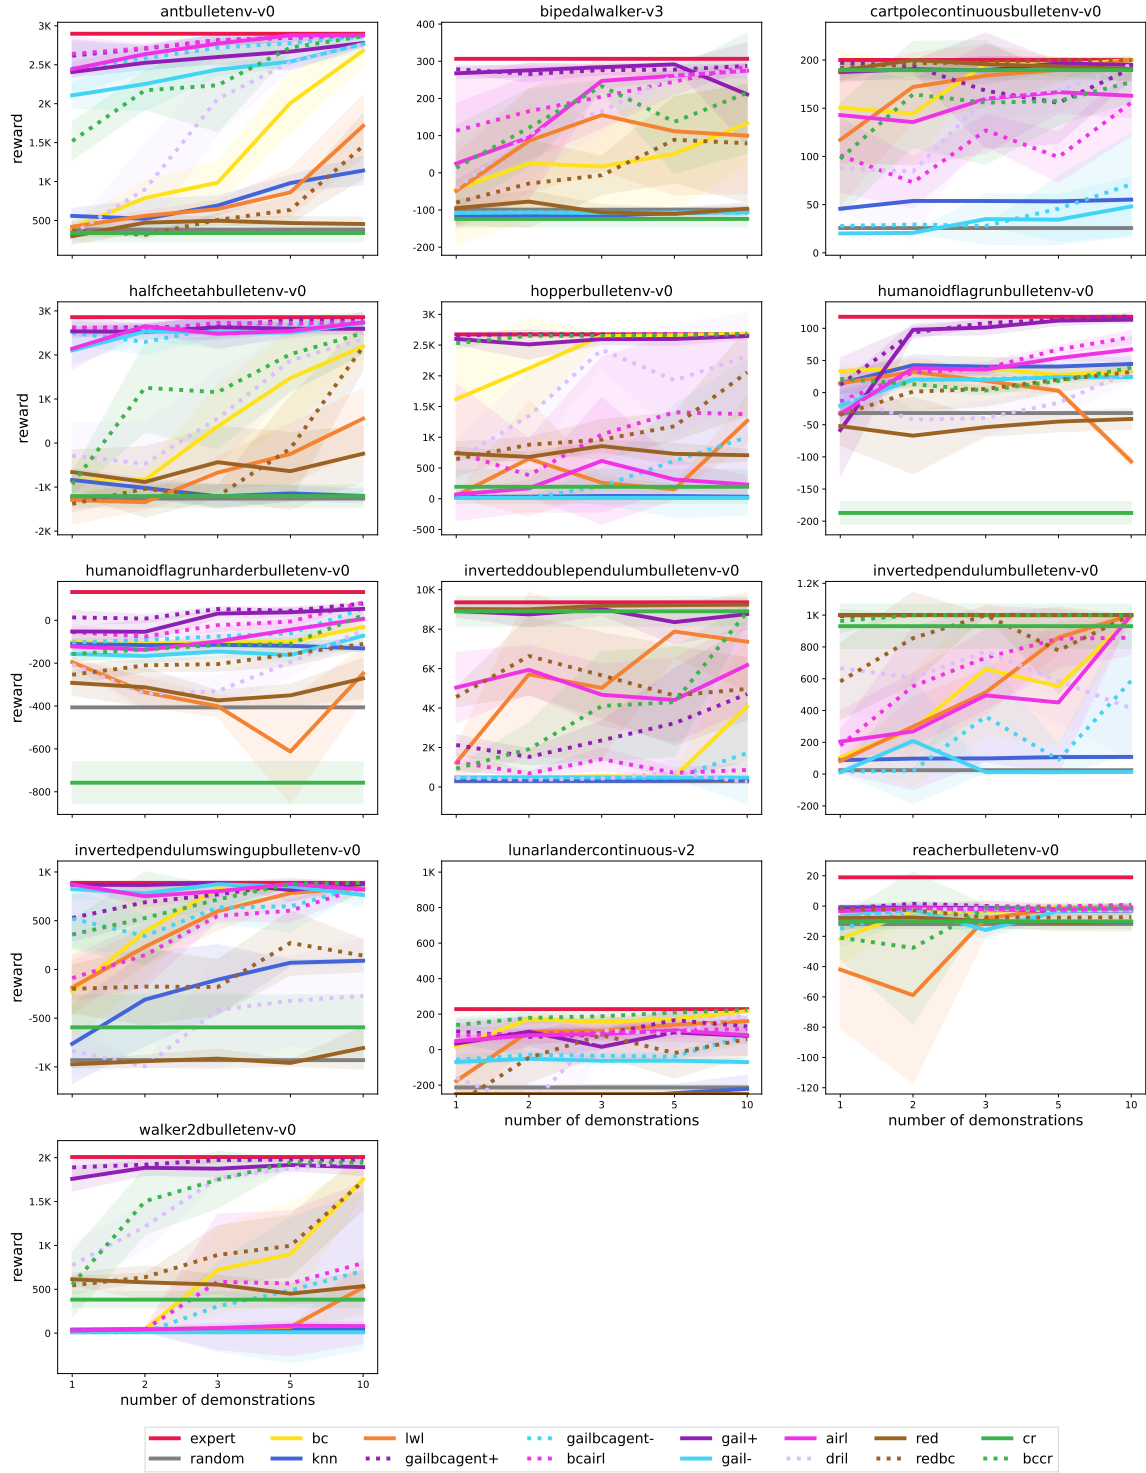 antbulletenv-v0
bipedalwalker-v3
cartpolecontinuousbulletenv-v0
3K
2.5K
2K
1.5K
1K
500
reward
400
300
200
100
0
-100
-200
200
150
100
50
0
halfcheetahbulletenv-v0
hopperbulletenv-v0
humanoidflagrunbulletenv-v0
3K
2K
1K
0
-1K
-2K
reward
3K
2.5K
2K
1.5K
1K
500
0
-500
100
50
0
-50
-100
-150
-200
humanoidflagrunharderbulletenv-v0
inverteddoublependulumbulletenv-v0
invertedpendulumbulletenv-v0
0
-200
-400
-600
-800
reward
10K
8K
6K
4K
2K
0
1.2K
1K
800
600
400
200
0
-200
invertedpendulumswingupbulletenv-v0
lunarlandercontinuous-v2
reacherbulletenv-v0
1K
500
0
-500
-1K
reward
1K
800
600
400
200
0
-200
1 2 3 5 10
number of demonstrations
20
0
-20
-40
-60
-80
-100
-120
1 2 3 5 10
number of demonstrations
walker2dbulletenv-v0
2K
1.5K
1K
500
0
reward
1 2 3 5 10
number of demonstrations
expert bc lwl gailbcagent- gail+ airl red cr
random knn gailbcagent+ bcairl gail- dril redbc bccr